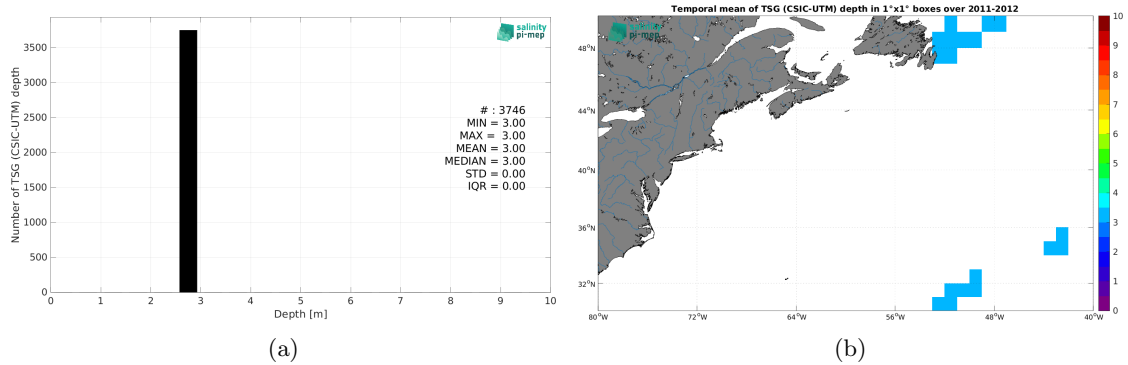 salinity
pi-mep
3500
3000
2500
2000
1500
1000
500
0
Number of TSG (CSIC-UTM) depth
# : 3746
MIN = 3.00
MAX = 3.00
MEAN = 3.00
MEDIAN = 3.00
STD = 0.00
IQR = 0.00
0 1 2 3 4 5 6 7 8 9 10
Depth [m]
(a)
Temporal mean of TSG (CSIC-UTM) depth in 1°x1° boxes over 2011-2012
salinity
pi-mep
48°N
44°N
40°N
36°N
32°N
80°W 72°W 64°W 56°W 48°W 40°W
10
9
8
7
6
5
4
3
2
1
0
(b)